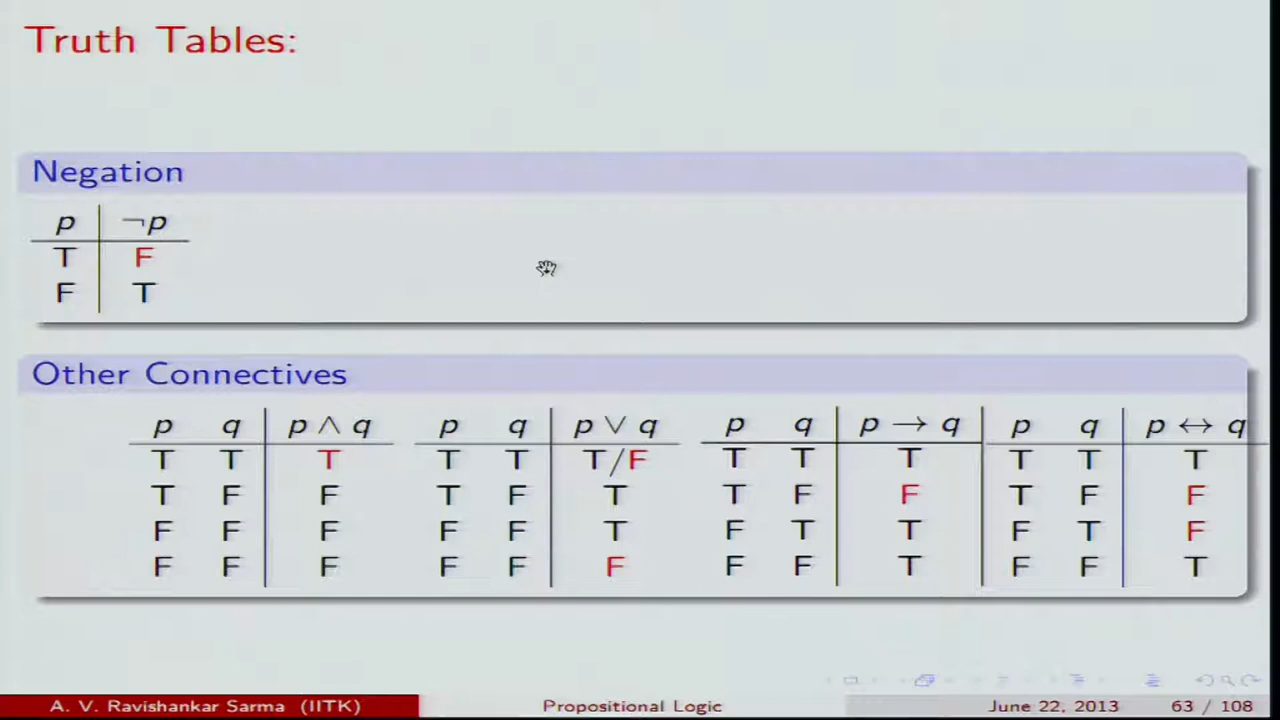 Truth Tables:
Negation
p ¬p
T F
F T
Other Connectives
p q p ∧ q p q p ∨ q p q p → q p q p ↔ q
T T T T T T/F T T T T T T
T F F T F T T F F T F F
F F F F F T F T T F T F
F F F F F F F F T F F T
A. V. Ravishankar Sarma (IITK) Propositional Logic June 22, 2013 63 / 108